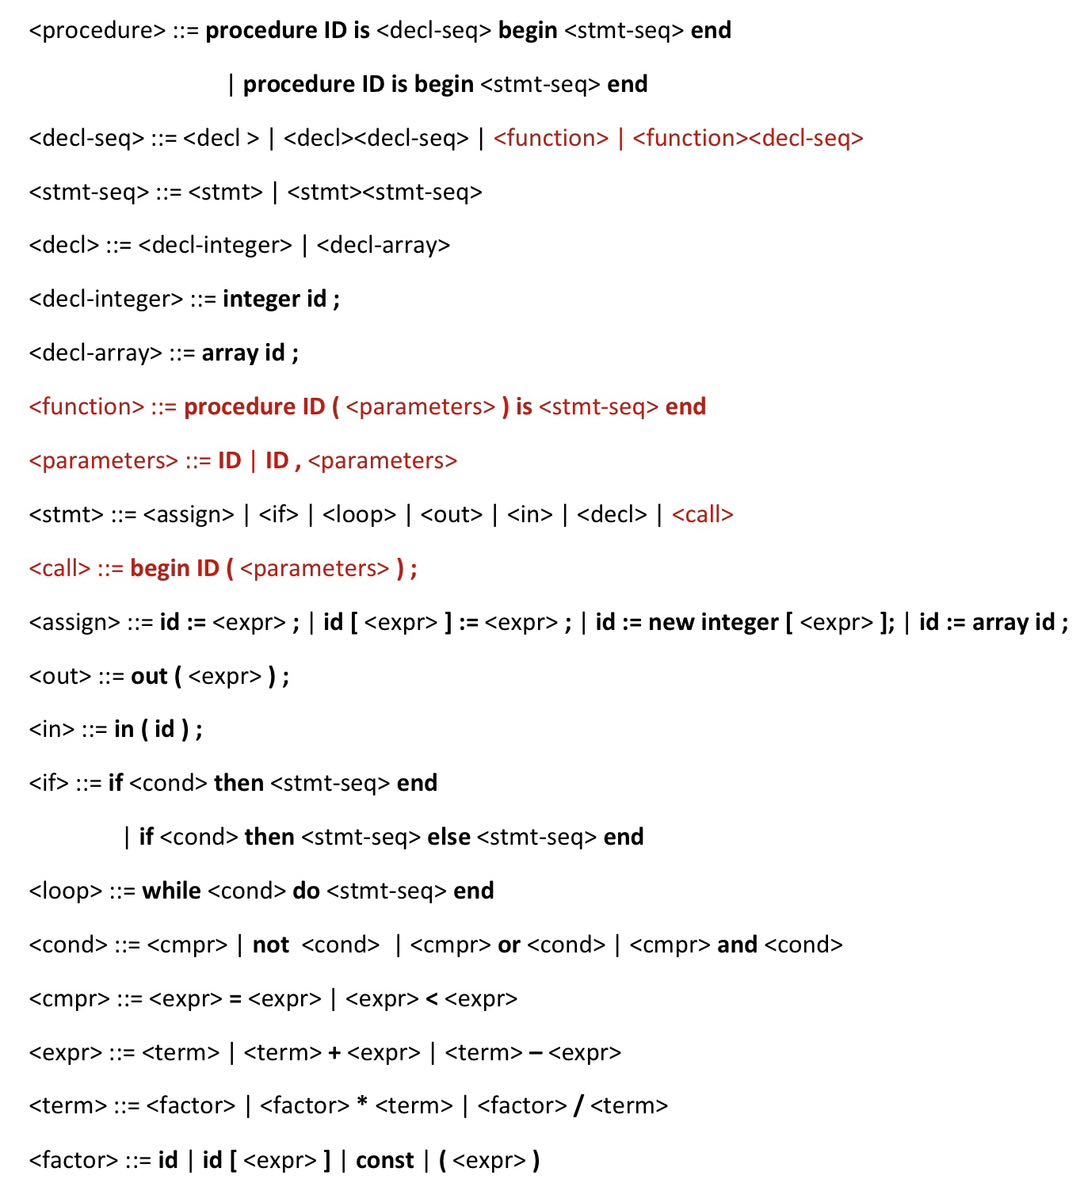 <procedure> ::= procedure ID is <decl-seq> begin <stmt-seq> end
| procedure ID is begin <stmt-seq> end
<decl-seq> ::= <decl > | <decl><decl-seq> | <function> | <function><decl-seq>
<stmt-seq> ::= <stmt> | <stmt><stmt-seq>
<decl> ::= <decl-integer> | <decl-array>
<decl-integer> ::= integer id ;
<decl-array> ::= array id ;
<function> ::= procedure ID ( <parameters> ) is <stmt-seq> end
<parameters> ::= ID | ID , <parameters>
<stmt> ::= <assign> | <if> | <loop> | <out> | <in> | <decl> | <call>
<call> ::= begin ID ( <parameters> ) ;
<assign> ::= id := <expr> ; | id [ <expr> ] := <expr> ; | id := new integer [ <expr> ]; | id := array id ;
<out> ::= out ( <expr> ) ;
<in> ::= in ( id ) ;
<if> ::= if <cond> then <stmt-seq> end
| if <cond> then <stmt-seq> else <stmt-seq> end
<loop> ::= while <cond> do <stmt-seq> end
<cond> ::= <cmpr> | not <cond> | <cmpr> or <cond> | <cmpr> and <cond>
<cmpr> ::= <expr> = <expr> | <expr> < <expr>
<expr> ::= <term> | <term> + <expr> | <term> – <expr>
<term> ::= <factor> | <factor> * <term> | <factor> / <term>
<factor> ::= id | id [ <expr> ] | const | ( <expr> )